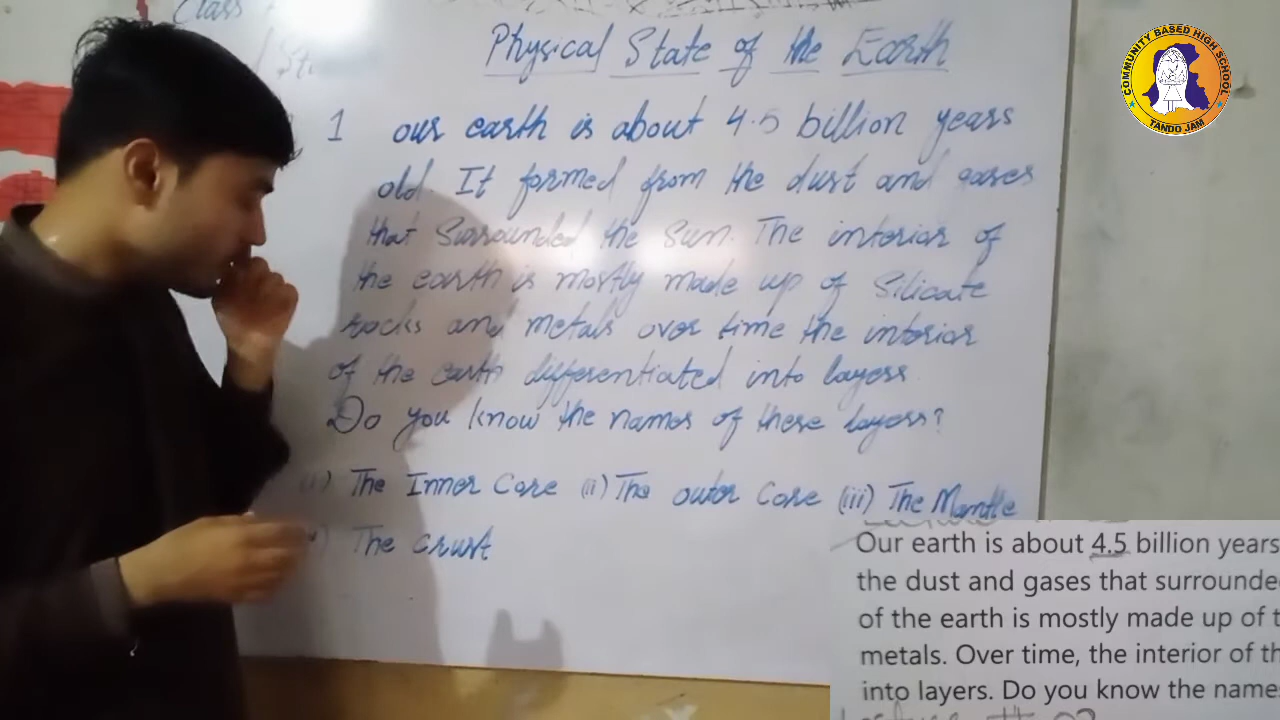 Class
Physical State of the Earth
1 our earth is about 4.5 billion years
old. It formed from the dust and gases
that Surrounded the Sun. The interior of
the earth is mostly made up of Silicate
rocks and metals over time the interior
of the earth differentiated into layers
Do you know the names of these layers?
The Inner Core (ii) The outer Core (iii) The Mantle
The crust
COMMUNITY BASED HIGH SCHOOL
TANDO JAM
Our earth is about 4.5 billion years
the dust and gases that surrounde
of the earth is mostly made up of t
metals. Over time, the interior of th
into layers. Do you know the name